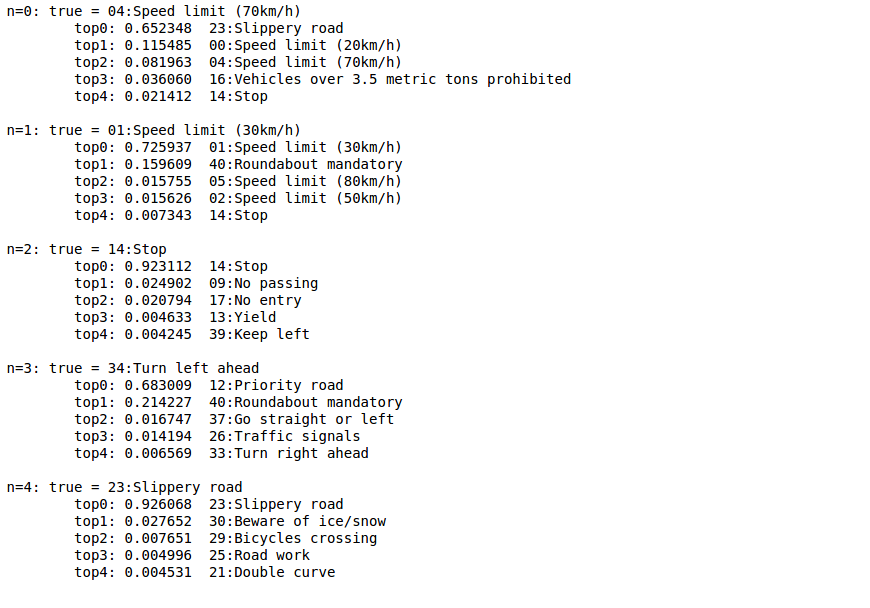 n=0: true = 04:Speed limit (70km/h)
top0: 0.652348 23:Slippery road
top1: 0.115485 00:Speed limit (20km/h)
top2: 0.081963 04:Speed limit (70km/h)
top3: 0.036060 16:Vehicles over 3.5 metric tons prohibited
top4: 0.021412 14:Stop
n=1: true = 01:Speed limit (30km/h)
top0: 0.725937 01:Speed limit (30km/h)
top1: 0.159609 40:Roundabout mandatory
top2: 0.015755 05:Speed limit (80km/h)
top3: 0.015626 02:Speed limit (50km/h)
top4: 0.007343 14:Stop
n=2: true = 14:Stop
top0: 0.923112 14:Stop
top1: 0.024902 09:No passing
top2: 0.020794 17:No entry
top3: 0.004633 13:Yield
top4: 0.004245 39:Keep left
n=3: true = 34:Turn left ahead
top0: 0.683009 12:Priority road
top1: 0.214227 40:Roundabout mandatory
top2: 0.016747 37:Go straight or left
top3: 0.014194 26:Traffic signals
top4: 0.006569 33:Turn right ahead
n=4: true = 23:Slippery road
top0: 0.926068 23:Slippery road
top1: 0.027652 30:Beware of ice/snow
top2: 0.007651 29:Bicycles crossing
top3: 0.004996 25:Road work
top4: 0.004531 21:Double curve